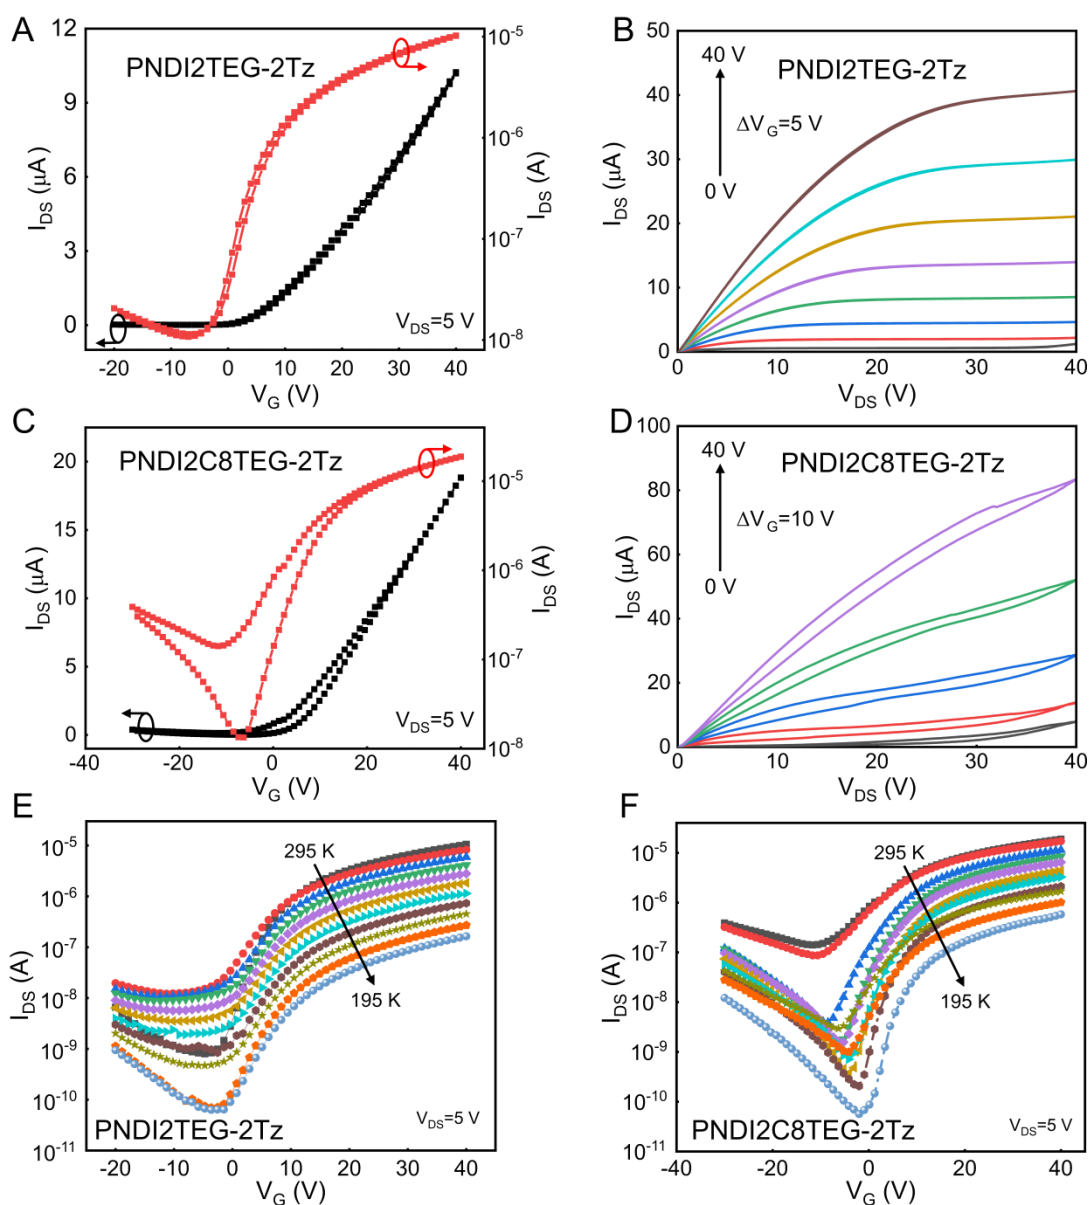 A
PNDI2TEG-2Tz
I_DS (μA)
12
9
6
3
0
10⁻⁵
10⁻⁶
10⁻⁷
10⁻⁸
I_DS (A)
V_DS=5 V
-20 -10 0 10 20 30 40
V_G (V)
B
PNDI2TEG-2Tz
40 V
ΔV_G=5 V
0 V
I_DS (μA)
50
40
30
20
10
0
0 10 20 30 40
V_DS (V)
C
PNDI2C8TEG-2Tz
I_DS (μA)
20
15
10
5
0
10⁻⁵
10⁻⁶
10⁻⁷
10⁻⁸
I_DS (A)
V_DS=5 V
-40 -20 0 20 40
V_G (V)
D
PNDI2C8TEG-2Tz
40 V
ΔV_G=10 V
0 V
I_DS (μA)
100
80
60
40
20
0
0 10 20 30 40
V_DS (V)
E
I_DS (A)
10⁻⁵
10⁻⁶
10⁻⁷
10⁻⁸
10⁻⁹
10⁻¹⁰
10⁻¹¹
295 K
195 K
PNDI2TEG-2Tz
V_DS=5 V
-20 -10 0 10 20 30 40
V_G (V)
F
I_DS (A)
10⁻⁵
10⁻⁶
10⁻⁷
10⁻⁸
10⁻⁹
10⁻¹⁰
10⁻¹¹
295 K
195 K
PNDI2C8TEG-2Tz
V_DS=5 V
-40 -20 0 20 40
V_G (V)